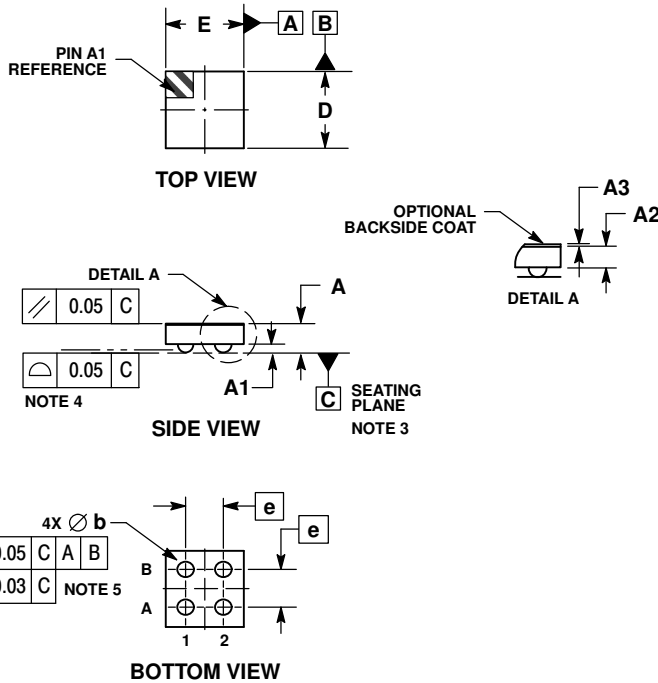 E
A
B
PIN A1
REFERENCE
D
TOP VIEW
OPTIONAL
BACKSIDE COAT
A3
A2
DETAIL A
DETAIL A
A
0.05 C
0.05 C
NOTE 4
A1
C
SEATING
PLANE
NOTE 3
SIDE VIEW
e
4X ∅ b
e
0.05 C A B
0.03 C NOTE 5
B
A
1 2
BOTTOM VIEW